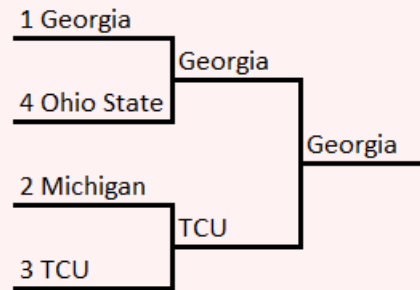 1 Georgia
Georgia
4 Ohio State
Georgia
2 Michigan
TCU
3 TCU